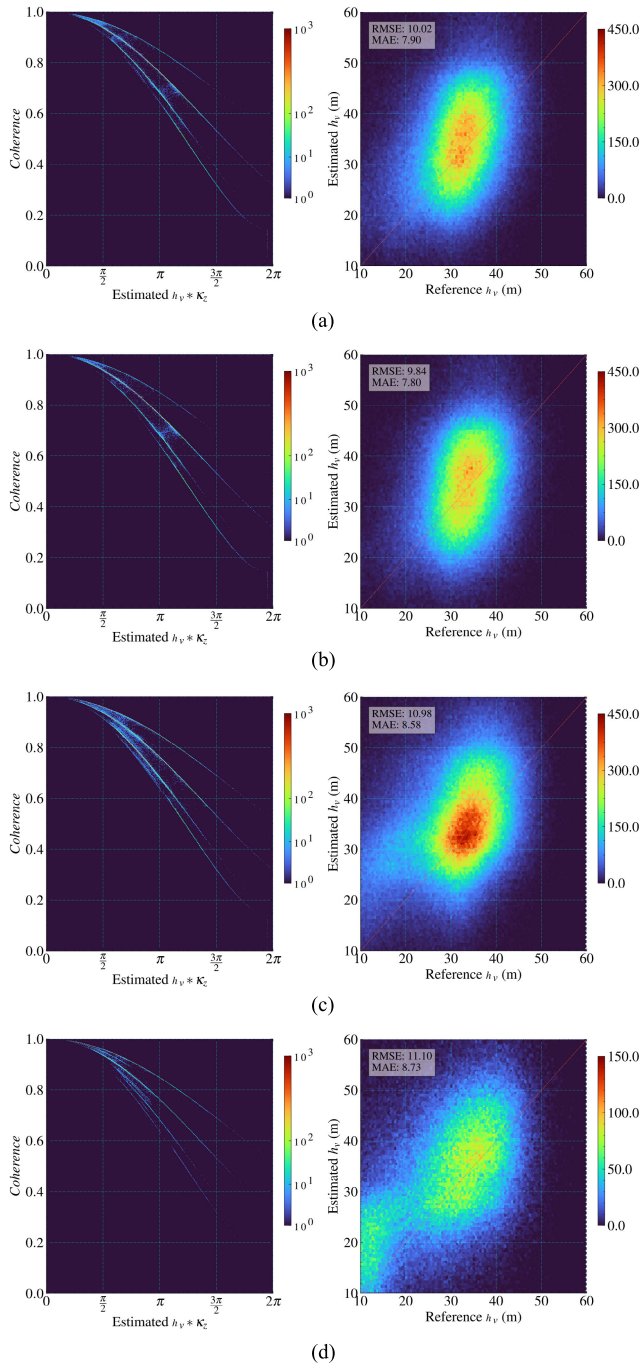 1.0
0.8
0.6
0.4
0.2
0.0
Coherence
0 π/2 π 3π/2 2π
Estimated h_v * κ_z
10^3
10^2
10^1
10^0
RMSE: 10.02
MAE: 7.90
60
50
40
30
20
10
Estimated h_v (m)
10 20 30 40 50 60
Reference h_v (m)
450.0
300.0
150.0
0.0
(a)
1.0
0.8
0.6
0.4
0.2
0.0
Coherence
0 π/2 π 3π/2 2π
Estimated h_v * κ_z
10^3
10^2
10^1
10^0
RMSE: 9.84
MAE: 7.80
60
50
40
30
20
10
Estimated h_v (m)
10 20 30 40 50 60
Reference h_v (m)
450.0
300.0
150.0
0.0
(b)
1.0
0.8
0.6
0.4
0.2
0.0
Coherence
0 π/2 π 3π/2 2π
Estimated h_v * κ_z
10^3
10^2
10^1
10^0
RMSE: 10.98
MAE: 8.58
60
50
40
30
20
10
Estimated h_v (m)
10 20 30 40 50 60
Reference h_v (m)
450.0
300.0
150.0
0.0
(c)
1.0
0.8
0.6
0.4
0.2
0.0
Coherence
0 π/2 π 3π/2 2π
Estimated h_v * κ_z
10^3
10^2
10^1
10^0
RMSE: 11.10
MAE: 8.73
60
50
40
30
20
10
Estimated h_v (m)
10 20 30 40 50 60
Reference h_v (m)
150.0
100.0
50.0
0.0
(d)